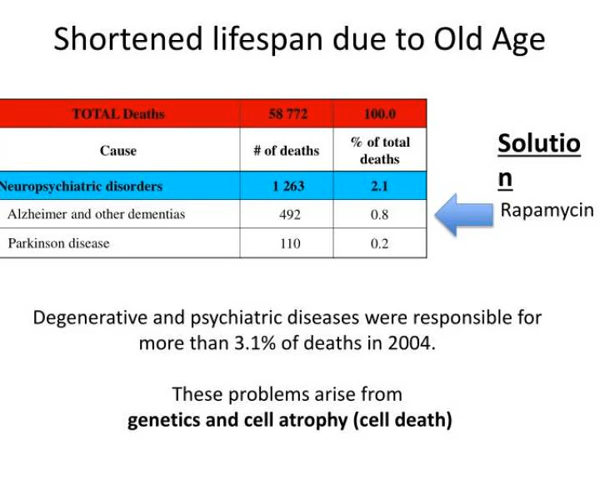 Shortened lifespan due to Old Age
TOTAL Deaths 58 772 100.0
Cause # of deaths % of total
deaths
Neuropsychiatric disorders 1 263 2.1
Alzheimer and other dementias 492 0.8
Parkinson disease 110 0.2
Solutio
n
Rapamycin
Degenerative and psychiatric diseases were responsible for
more than 3.1% of deaths in 2004.
These problems arise from
genetics and cell atrophy (cell death)